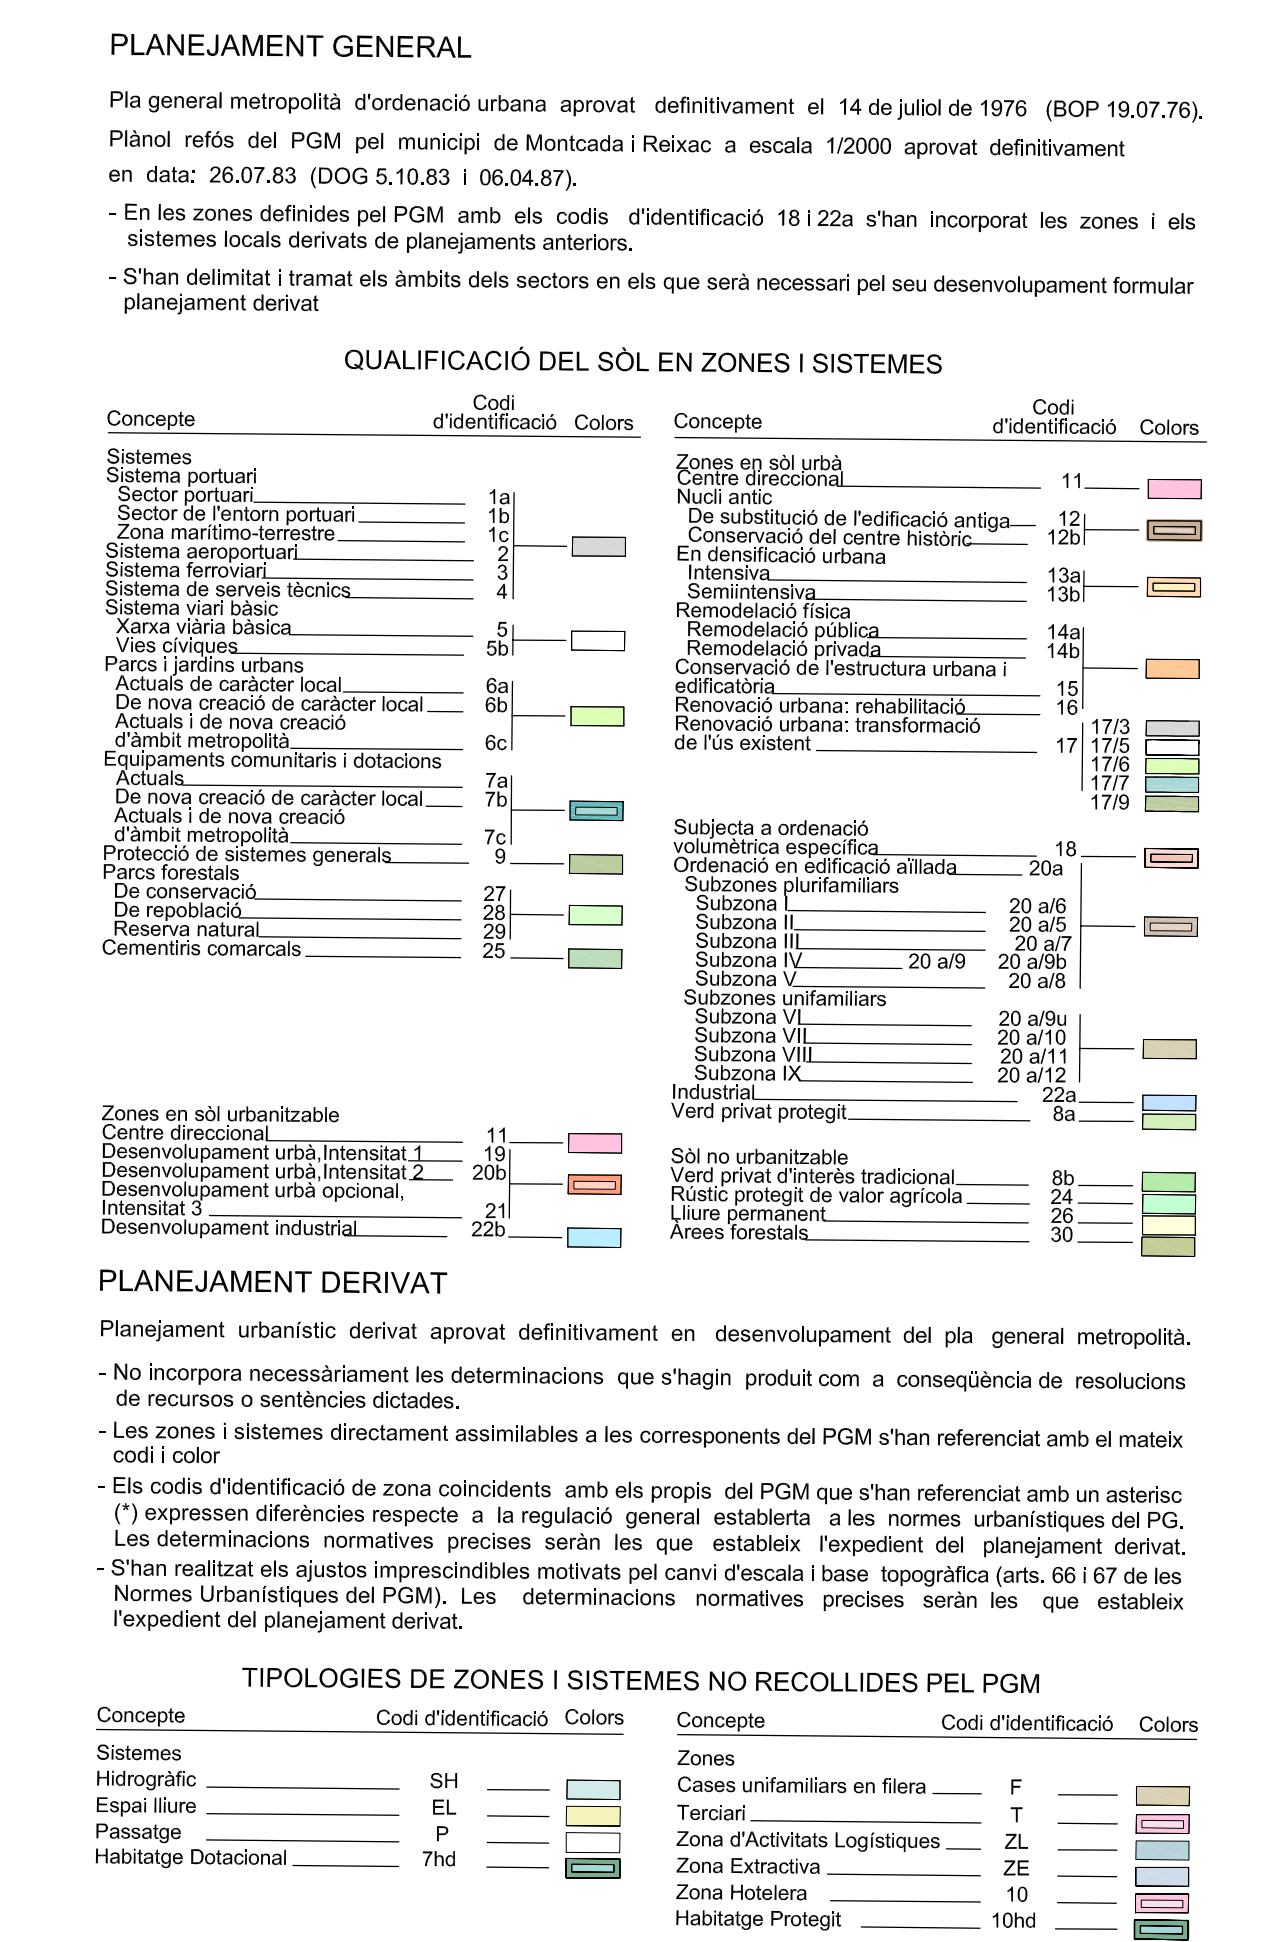 PLANEJAMENT GENERAL
Pla general metropolità d'ordenació urbana aprovat definitivament el 14 de juliol de 1976 (BOP 19.07.76).
Plànol refós del PGM pel municipi de Montcada i Reixac a escala 1/2000 aprovat definitivament
en data: 26.07.83 (DOG 5.10.83 i 06.04.87).
- En les zones definides pel PGM amb els codis d'identificació 18 i 22a s'han incorporat les zones i els
sistemes locals derivats de planejaments anteriors.
- S'han delimitat i tramat els àmbits dels sectors en els que serà necessari pel seu desenvolupament formular
planejament derivat
QUALIFICACIÓ DEL SÒL EN ZONES I SISTEMES
Concepte Codi d'identificació Colors
Sistemes
Sistema portuari
Sector portuari 1a
Sector de l'entorn portuari 1b
Zona marítimo-terrestre 1c
Sistema aeroportuari 2
Sistema ferroviari 3
Sistema de serveis tècnics 4
Sistema viari bàsic
Xarxa viària bàsica 5
Vies cíviques 5b
Parcs i jardins urbans
Actuals de caràcter local 6a
De nova creació de caràcter local 6b
Actuals i de nova creació
d'àmbit metropolità 6c
Equipaments comunitaris i dotacions
Actuals 7a
De nova creació de caràcter local 7b
Actuals i de nova creació
d'àmbit metropolità 7c
Protecció de sistemes generals 9
Parcs forestals
De conservació 27
De repoblació 28
Reserva natural 29
Cementiris comarcals 25
Zones en sòl urbanitzable
Centre direccional 11
Desenvolupament urbà,Intensitat 1 19
Desenvolupament urbà,Intensitat 2 20b
Desenvolupament urbà opcional,
Intensitat 3 21
Desenvolupament industrial 22b
Concepte Codi d'identificació Colors
Zones en sòl urbà
Centre direccional 11
Nucli antic
De substitució de l'edificació antiga 12
Conservació del centre històric 12b
En densificació urbana
Intensiva 13a
Semiintensiva 13b
Remodelació física
Remodelació pública 14a
Remodelació privada 14b
Conservació de l'estructura urbana i
edificatòria 15
Renovació urbana: rehabilitació 16
Renovació urbana: transformació 17/3
de l'ús existent 17 17/5
17/6
17/7
17/9
Subjecta a ordenació
volumètrica específica 18
Ordenació en edificació aïllada 20a
Subzones plurifamiliars
Subzona I 20 a/6
Subzona II 20 a/5
Subzona III 20 a/7
Subzona IV 20 a/9 20 a/9b
Subzona V 20 a/8
Subzones unifamiliars
Subzona VI 20 a/9u
Subzona VII 20 a/10
Subzona VIII 20 a/11
Subzona IX 20 a/12
Industrial 22a
Verd privat protegit 8a
Sòl no urbanitzable
Verd privat d'interès tradicional 8b
Rústic protegit de valor agrícola 24
Lliure permanent 26
Àrees forestals 30
PLANEJAMENT DERIVAT
Planejament urbanístic derivat aprovat definitivament en desenvolupament del pla general metropolità.
- No incorpora necessàriament les determinacions que s'hagin produit com a conseqüència de resolucions
de recursos o sentències dictades.
- Les zones i sistemes directament assimilables a les corresponents del PGM s'han referenciat amb el mateix
codi i color
- Els codis d'identificació de zona coincidents amb els propis del PGM que s'han referenciat amb un asterisc
(*) expressen diferències respecte a la regulació general establerta a les normes urbanístiques del PG.
Les determinacions normatives precises seràn les que estableix l'expedient del planejament derivat.
- S'han realitzat els ajustos imprescindibles motivats pel canvi d'escala i base topogràfica (arts. 66 i 67 de les
Normes Urbanístiques del PGM). Les determinacions normatives precises seràn les que estableix
l'expedient del planejament derivat.
TIPOLOGIES DE ZONES I SISTEMES NO RECOLLIDES PEL PGM
Concepte Codi d'identificació Colors
Sistemes
Hidrogràfic SH
Espai lliure EL
Passatge P
Habitatge Dotacional 7hd
Concepte Codi d'identificació Colors
Zones
Cases unifamiliars en filera F
Terciari T
Zona d'Activitats Logístiques ZL
Zona Extractiva ZE
Zona Hotelera 10
Habitatge Protegit 10hd